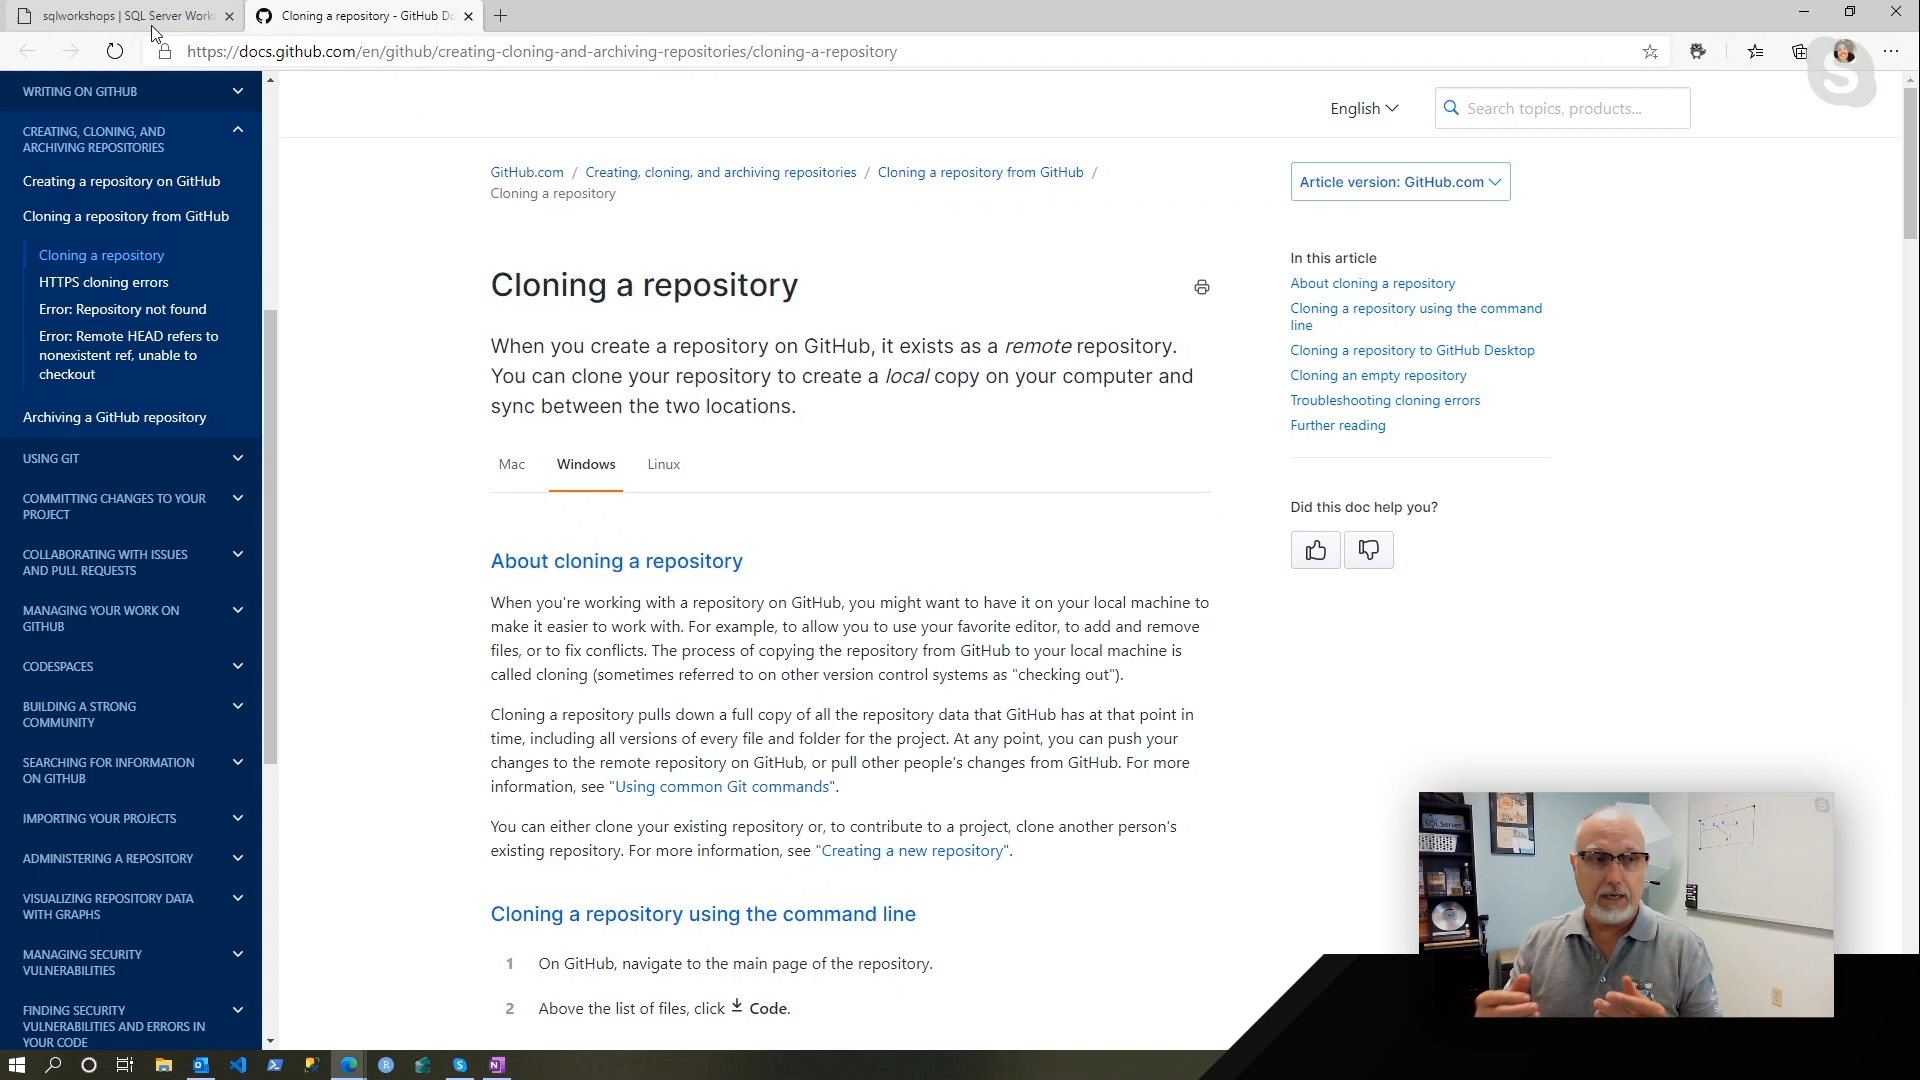 sqlworkshops | SQL Server Work
Cloning a repository - GitHub Do
https://docs.github.com/en/github/creating-cloning-and-archiving-repositories/cloning-a-repository
WRITING ON GITHUB
CREATING, CLONING, AND
ARCHIVING REPOSITORIES
Creating a repository on GitHub
Cloning a repository from GitHub
Cloning a repository
HTTPS cloning errors
Error: Repository not found
Error: Remote HEAD refers to
nonexistent ref, unable to
checkout
Archiving a GitHub repository
USING GIT
COMMITTING CHANGES TO YOUR
PROJECT
COLLABORATING WITH ISSUES
AND PULL REQUESTS
MANAGING YOUR WORK ON
GITHUB
CODESPACES
BUILDING A STRONG
COMMUNITY
SEARCHING FOR INFORMATION
ON GITHUB
IMPORTING YOUR PROJECTS
ADMINISTERING A REPOSITORY
VISUALIZING REPOSITORY DATA
WITH GRAPHS
MANAGING SECURITY
VULNERABILITIES
FINDING SECURITY
VULNERABILITIES AND ERRORS IN
YOUR CODE
English
Search topics, products...
GitHub.com / Creating, cloning, and archiving repositories / Cloning a repository from GitHub /
Cloning a repository
Article version: GitHub.com
Cloning a repository
When you create a repository on GitHub, it exists as a remote repository.
You can clone your repository to create a local copy on your computer and
sync between the two locations.
Mac Windows Linux
About cloning a repository
When you're working with a repository on GitHub, you might want to have it on your local machine to
make it easier to work with. For example, to allow you to use your favorite editor, to add and remove
files, or to fix conflicts. The process of copying the repository from GitHub to your local machine is
called cloning (sometimes referred to on other version control systems as "checking out").
Cloning a repository pulls down a full copy of all the repository data that GitHub has at that point in
time, including all versions of every file and folder for the project. At any point, you can push your
changes to the remote repository on GitHub, or pull other people's changes from GitHub. For more
information, see "Using common Git commands".
You can either clone your existing repository or, to contribute to a project, clone another person's
existing repository. For more information, see "Creating a new repository".
Cloning a repository using the command line
1 On GitHub, navigate to the main page of the repository.
2 Above the list of files, click Code.
In this article
About cloning a repository
Cloning a repository using the command
line
Cloning a repository to GitHub Desktop
Cloning an empty repository
Troubleshooting cloning errors
Further reading
Did this doc help you?
SQL Server